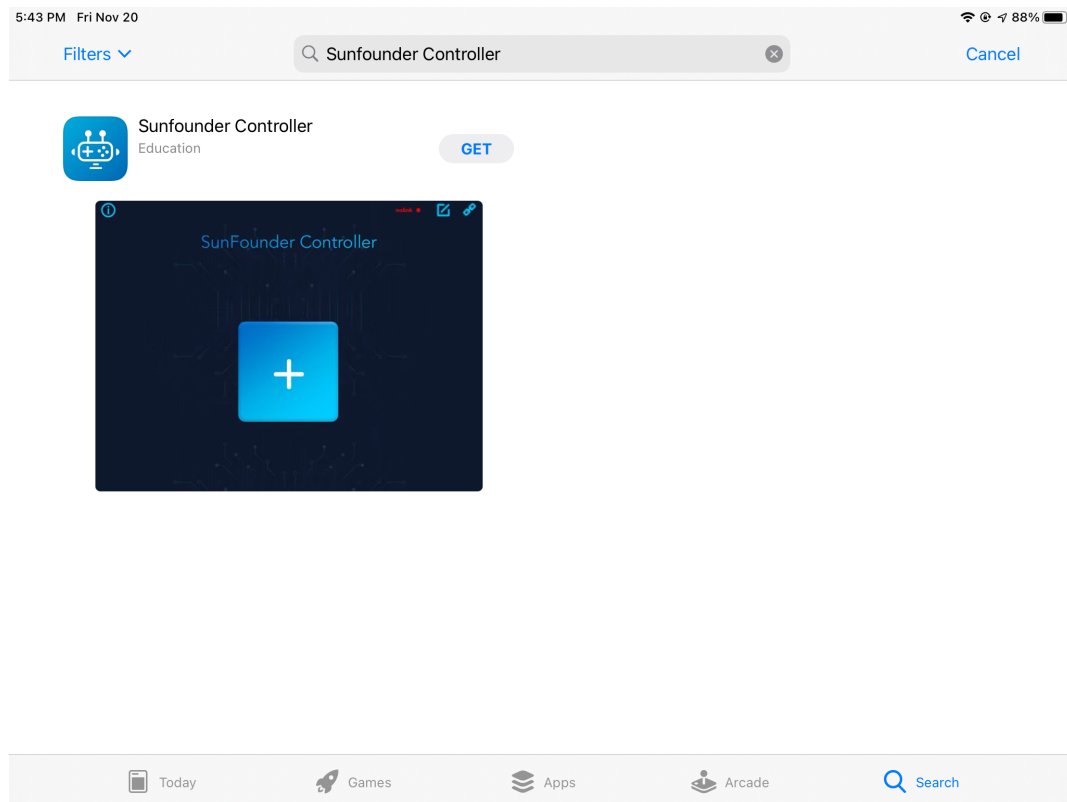 5:43 PM Fri Nov 20
88%
Filters
Sunfounder Controller
Cancel
Sunfounder Controller
Education
GET
SunFounder Controller
Today
Games
Apps
Arcade
Search